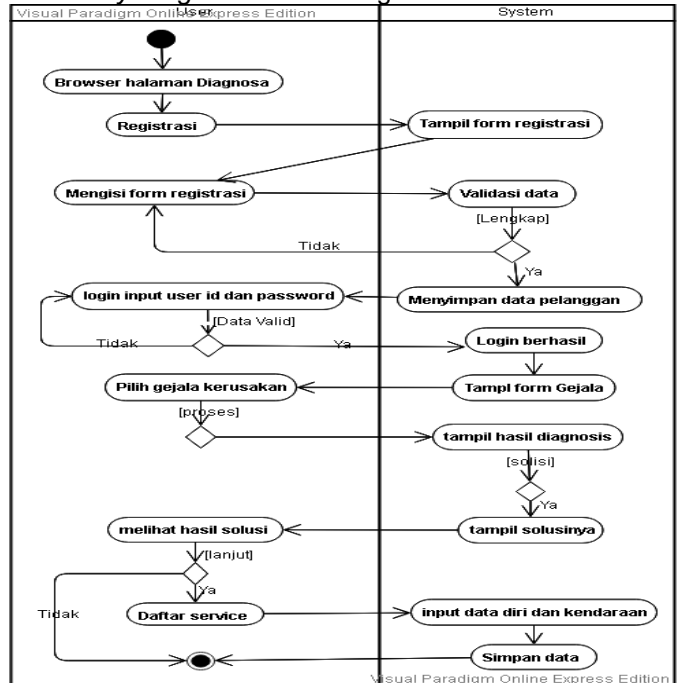 Visual Paradigm Online Express Edition
User
System
Browser halaman Diagnosa
Registrasi
Tampil form registrasi
Mengisi form registrasi
Validasi data
[Lengkap]
Tidak
Ya
login input user id dan password
Menyimpan data pelanggan
[Data Valid]
Tidak
Ya
Login berhasil
Pilih gejala kerusakan
Tampl form Gejala
[proses]
tampil hasil diagnosis
[solisi]
Ya
melihat hasil solusi
tampil solusinya
[lanjut]
Ya
Tidak
Daftar service
input data diri dan kendaraan
Simpan data
Visual Paradigm Online Express Edition